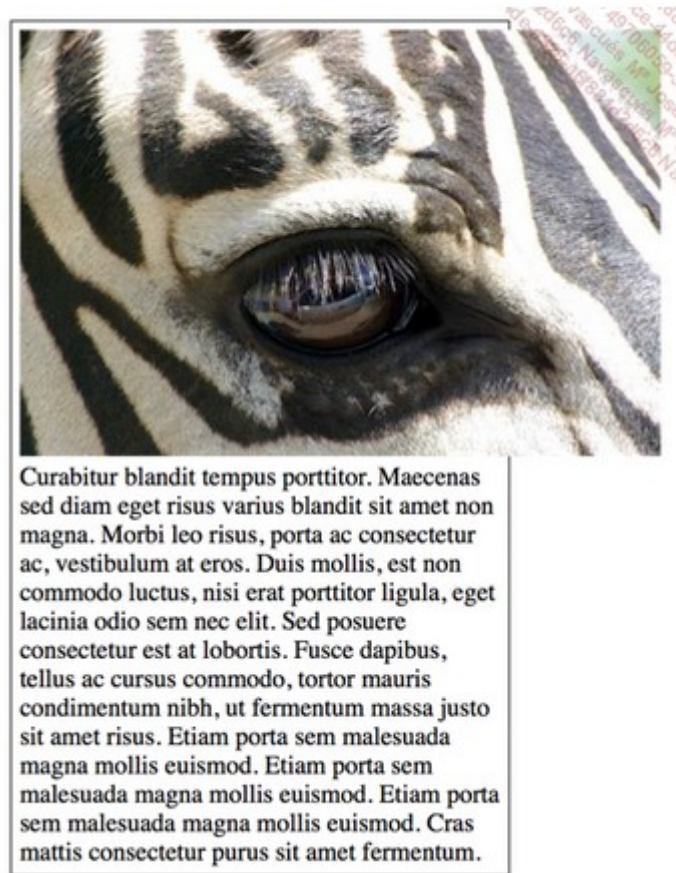 Curabitur blandit tempus porttitor. Maecenas
sed diam eget risus varius blandit sit amet non
magna. Morbi leo risus, porta ac consectetur
ac, vestibulum at eros. Duis mollis, est non
commodo luctus, nisi erat porttitor ligula, eget
lacinia odio sem nec elit. Sed posuere
consectetur est at lobortis. Fusce dapibus,
tellus ac cursus commodo, tortor mauris
condimentum nibh, ut fermentum massa justo
sit amet risus. Etiam porta sem malesuada
magna mollis euismod. Etiam porta sem
malesuada magna mollis euismod. Etiam porta
sem malesuada magna mollis euismod. Cras
mattis consectetur purus sit amet fermentum.